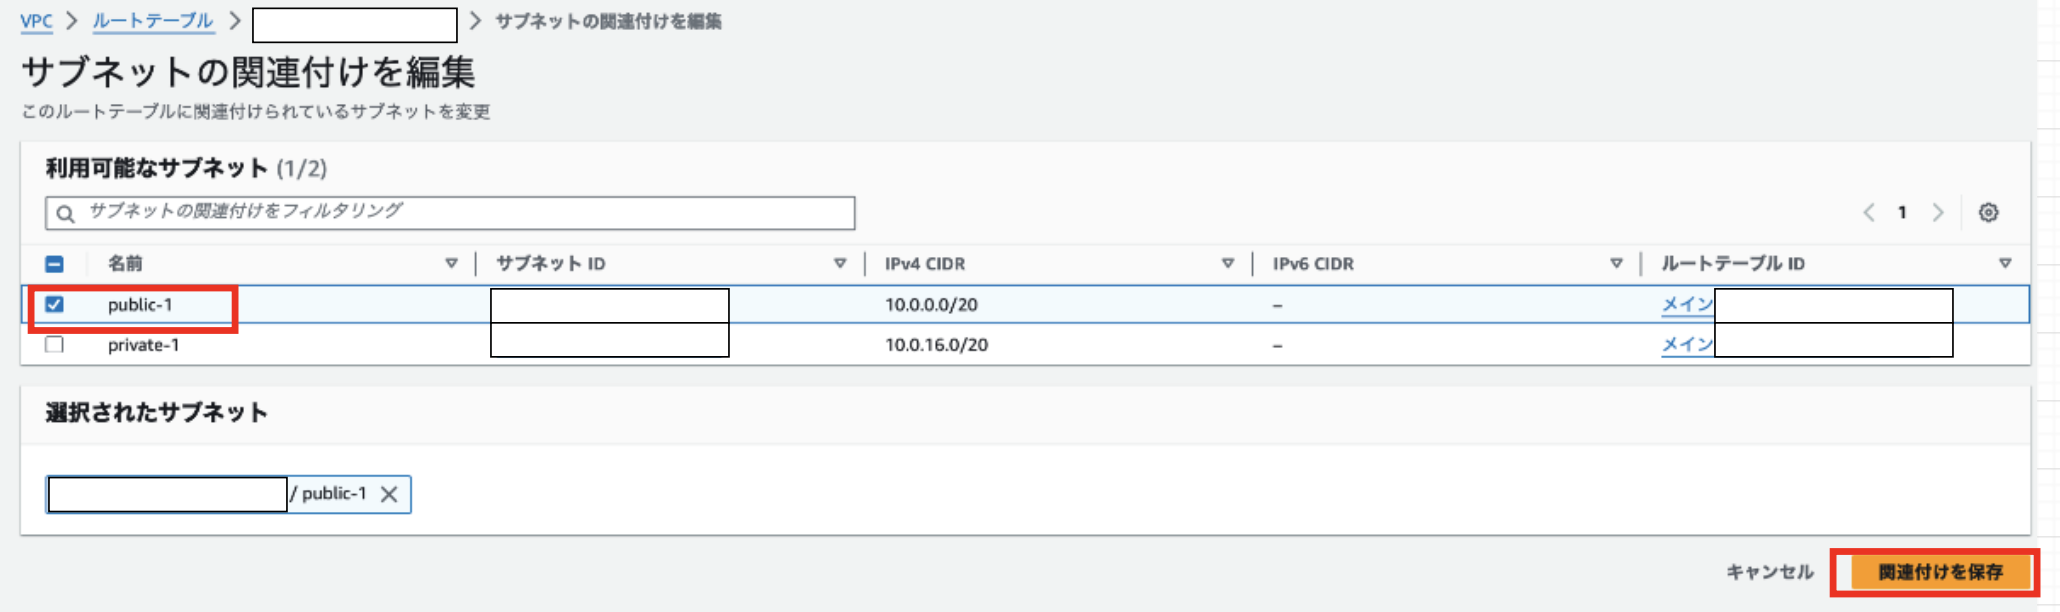 VPC > ルートテーブル > > サブネットの関連付けを編集
サブネットの関連付けを編集
このルートテーブルに関連付けられているサブネットを変更
利用可能なサブネット (1/2)
サブネットの関連付けをフィルタリング
< 1 >
名前 サブネット ID IPv4 CIDR IPv6 CIDR ルートテーブル ID
public-1 10.0.0.0/20 – メイン
private-1 10.0.16.0/20 – メイン
選択されたサブネット
/ public-1 ×
キャンセル 関連付けを保存